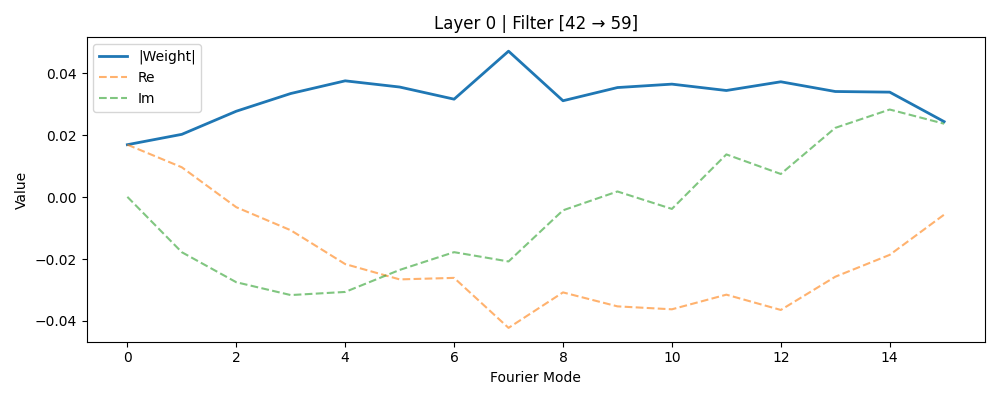 Layer 0 | Filter [42 → 59]
|Weight|
Re
Im
Value
0.04
0.02
0.00
−0.02
−0.04
0 2 4 6 8 10 12 14
Fourier Mode